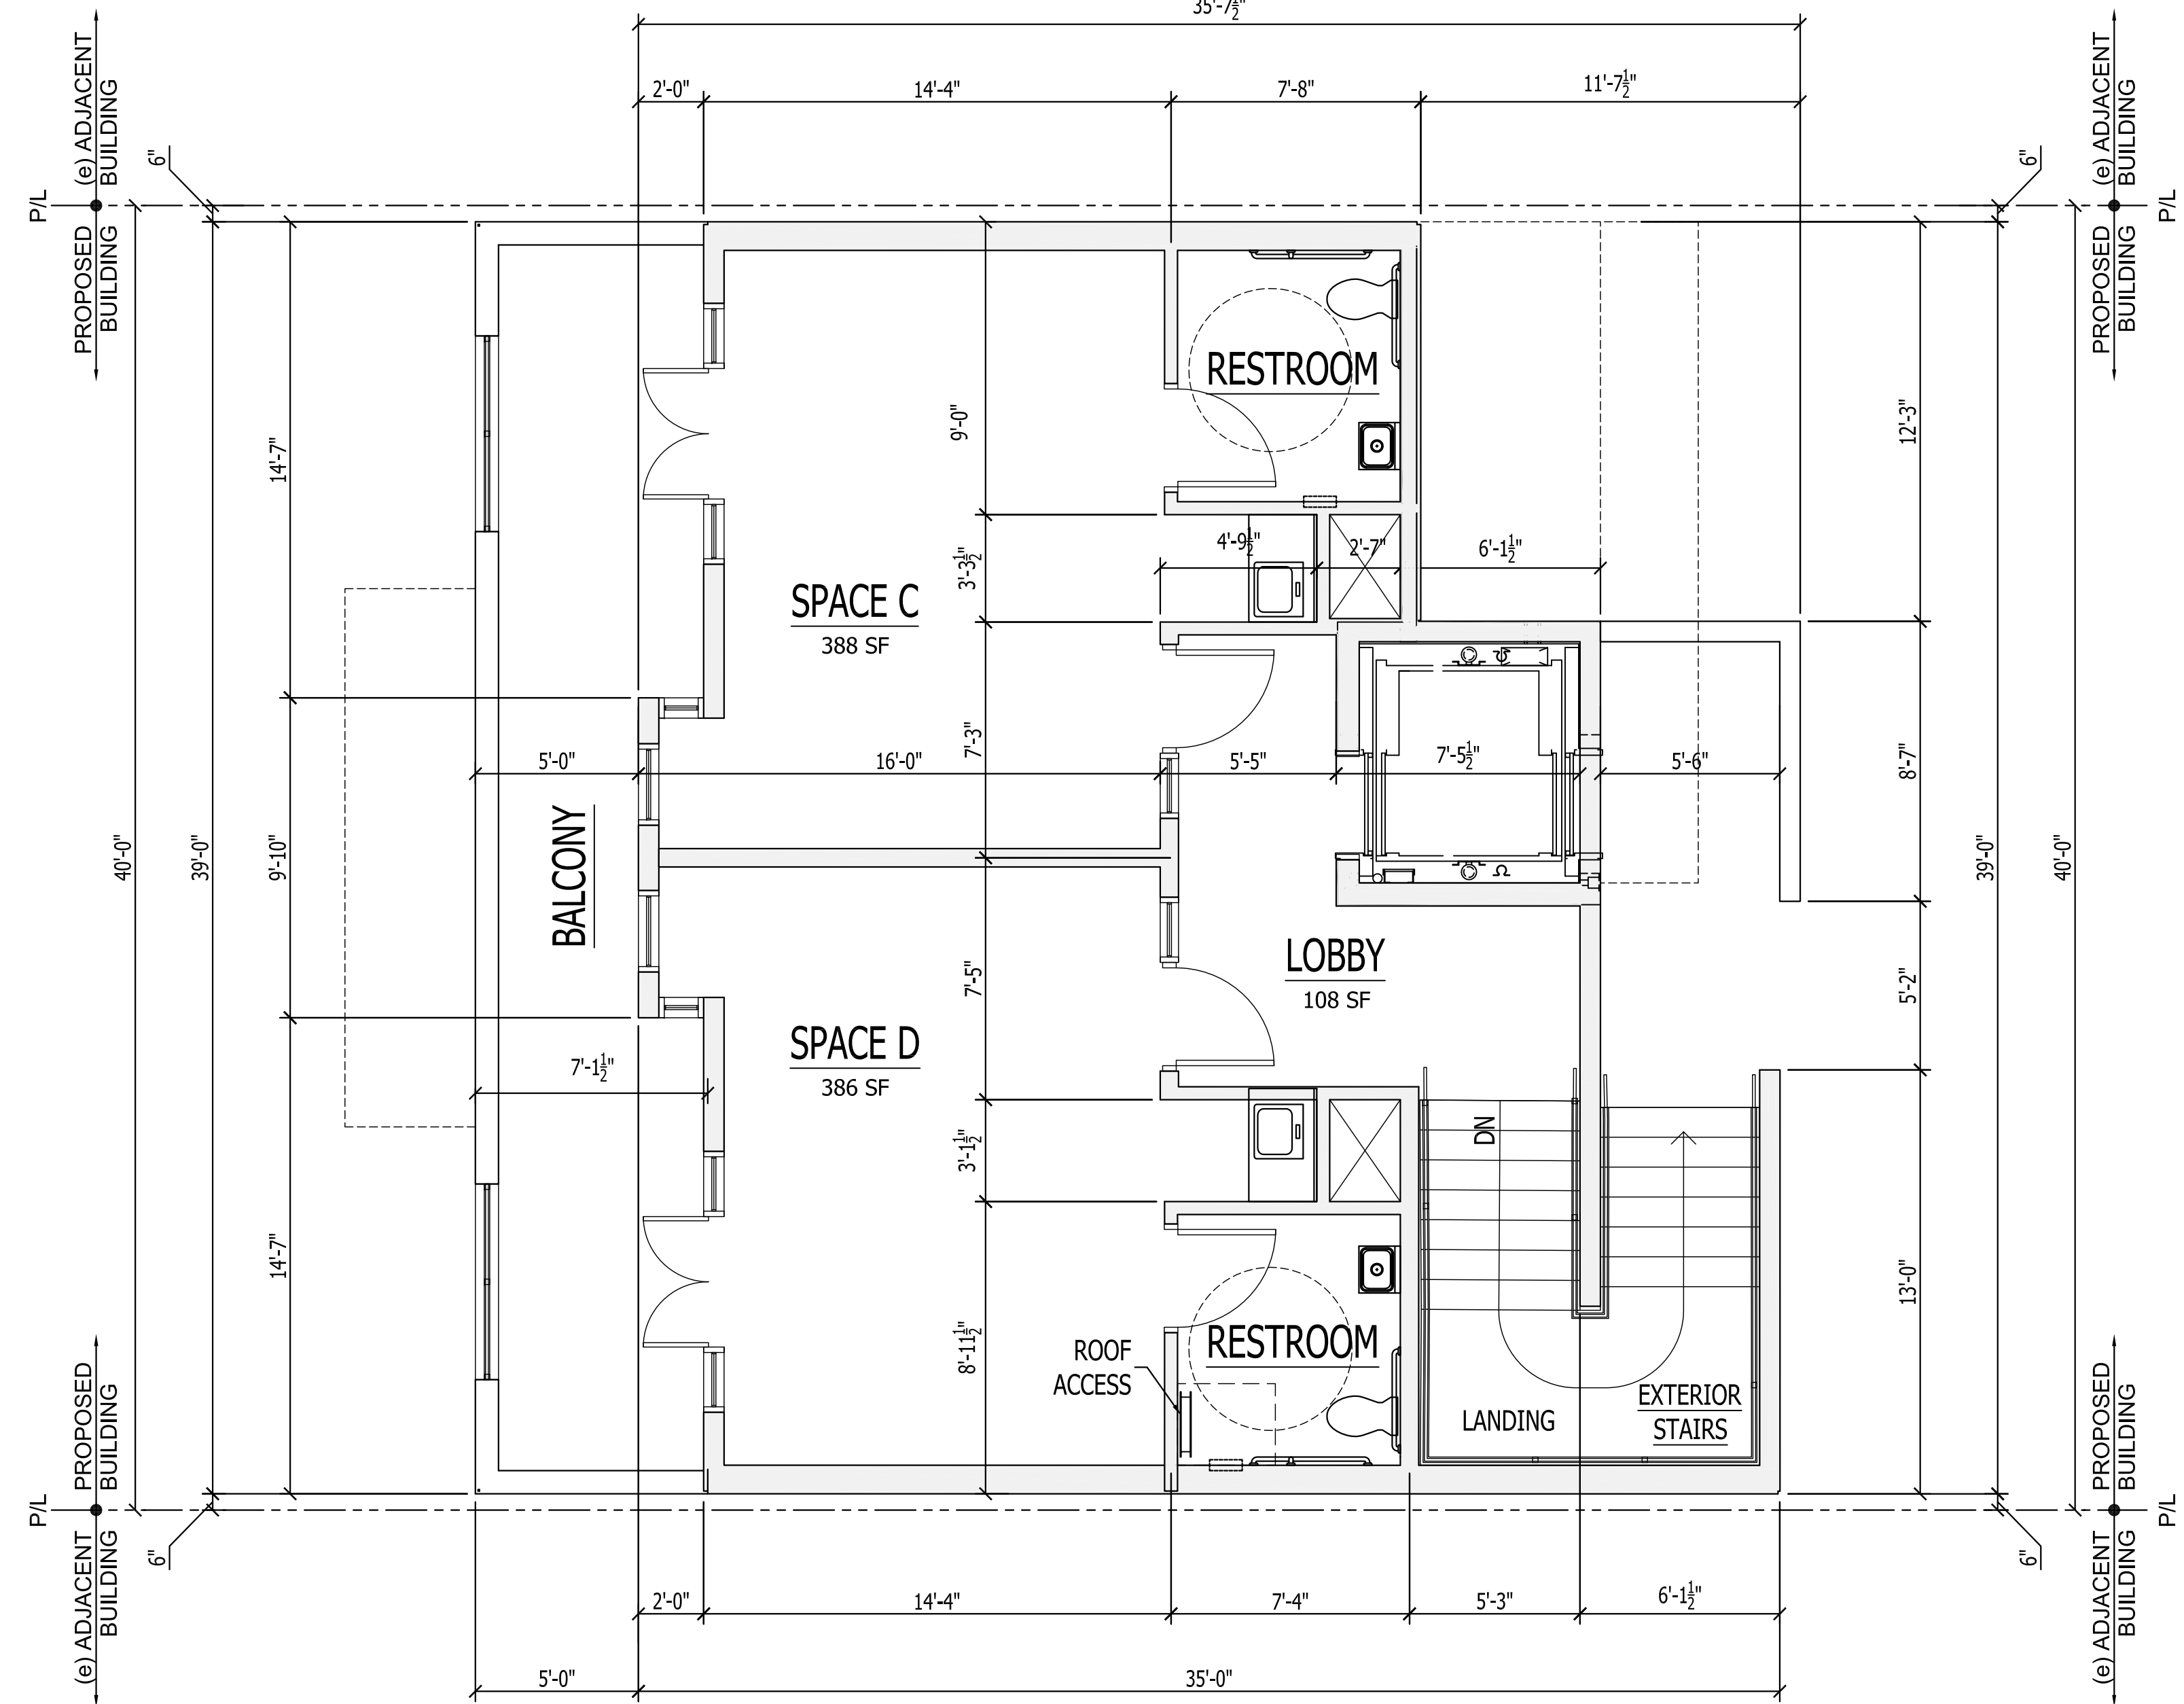 35'-7½"
2'-0"
14'-4"
7'-8"
11'-7½"
(e) ADJACENT
BUILDING
(e) ADJACENT
BUILDING
6"
6"
P/L
P/L
PROPOSED
BUILDING
PROPOSED
BUILDING
RESTROOM
9'-0"
12'-3"
14'-7"
4'-9½"
2'-7"
6'-1½"
3'-3½"
SPACE C
388 SF
7'-3"
5'-0"
16'-0"
5'-5"
7'-5½"
5'-6"
8'-7"
40'-0"
39'-0"
9'-10"
BALCONY
39'-0"
40'-0"
LOBBY
108 SF
7'-5"
5'-2"
SPACE D
386 SF
7'-1½"
DN
3'-1½"
14'-7"
13'-0"
8'-11½"
ROOF
ACCESS
RESTROOM
LANDING
EXTERIOR
STAIRS
PROPOSED
BUILDING
PROPOSED
BUILDING
P/L
P/L
6"
6"
(e) ADJACENT
BUILDING
(e) ADJACENT
BUILDING
2'-0"
14'-4"
7'-4"
5'-3"
6'-1½"
5'-0"
35'-0"